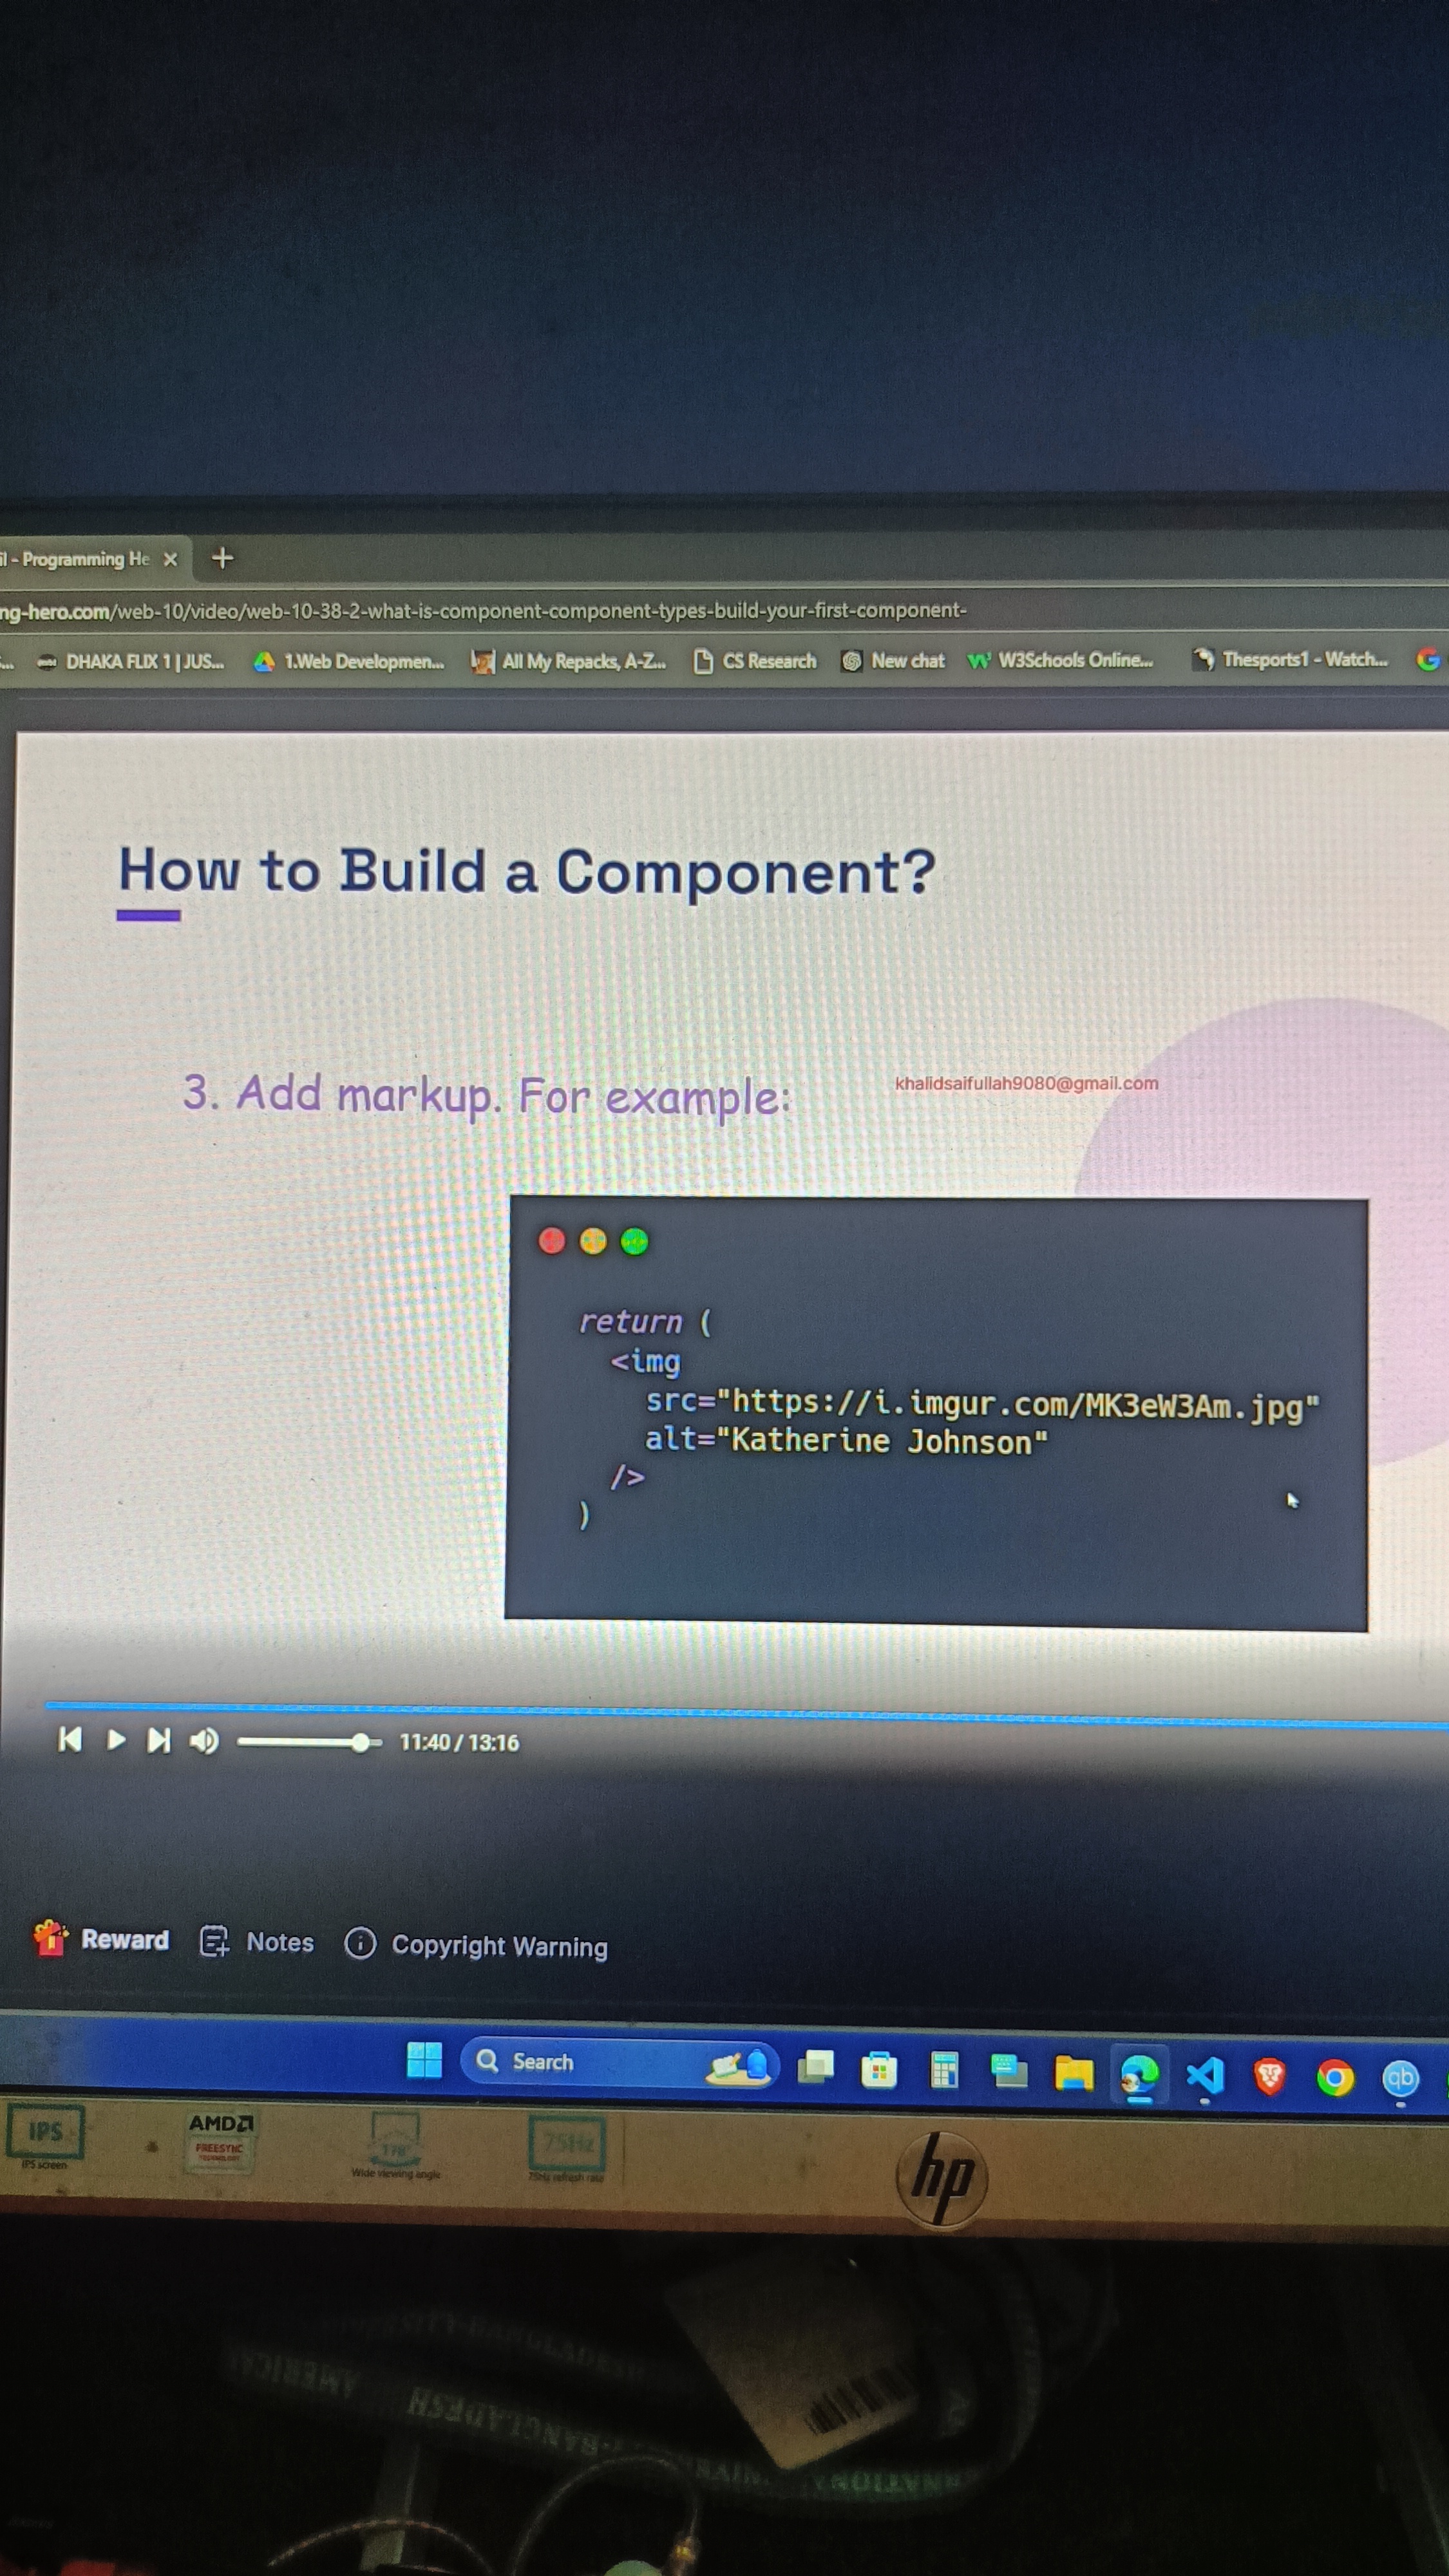 il - Programming He
ng-hero.com/web-10/video/web-10-38-2-what-is-component-component-types-build-your-first-component-
DHAKA FLIX 1 | JUS... 1.Web Developmen... All My Repacks, A-Z... CS Research New chat W3Schools Online... Thesports1 - Watch...
How to Build a Component?
3. Add markup. For example:
khalidsaifullah9080@gmail.com
return (
<img
src="https://i.imgur.com/MK3eW3Am.jpg"
alt="Katherine Johnson"
/>
)
11:40 / 13:16
Reward Notes Copyright Warning
Search
qb
IPS
IPS screen
AMD
FREESYNC
178°
Wide viewing angle
75Hz
75Hz refresh rate
hp
AMERICAN
BANGLADESH